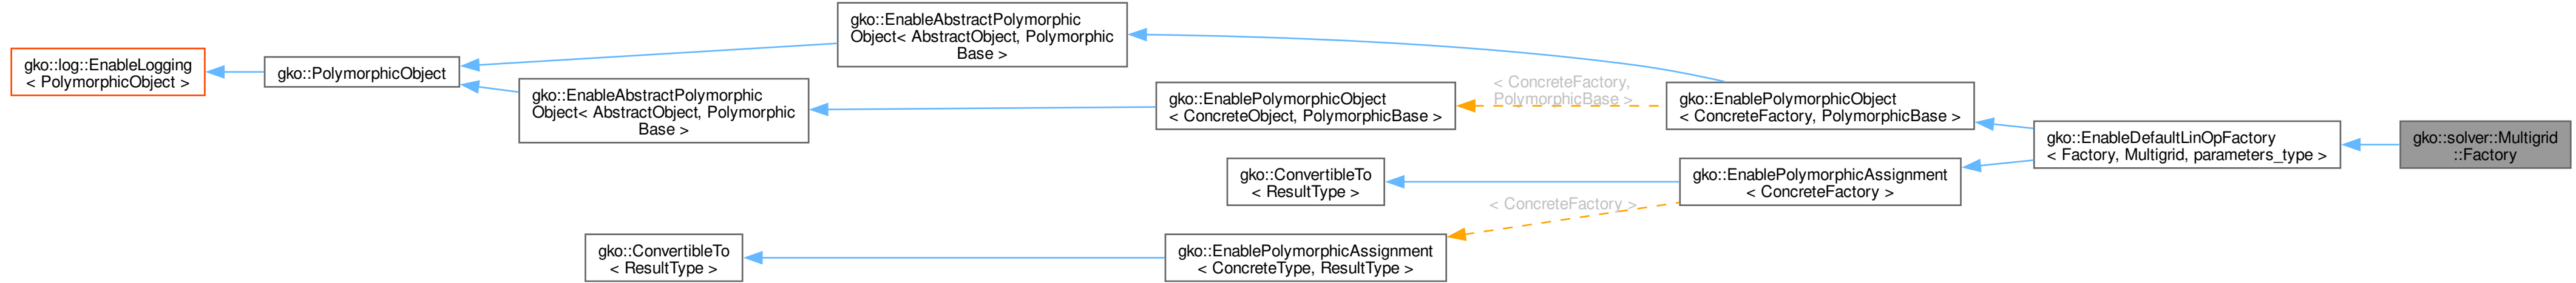 gko::EnableAbstractPolymorphic
Object< AbstractObject, Polymorphic
Base >
gko::log::EnableLogging
< PolymorphicObject >
gko::PolymorphicObject
gko::EnableAbstractPolymorphic
Object< AbstractObject, Polymorphic
Base >
gko::EnablePolymorphicObject
< ConcreteObject, PolymorphicBase >
< ConcreteFactory,
PolymorphicBase >
gko::EnablePolymorphicObject
< ConcreteFactory, PolymorphicBase >
gko::EnableDefaultLinOpFactory
< Factory, Multigrid, parameters_type >
gko::solver::Multigrid
::Factory
gko::ConvertibleTo
< ResultType >
gko::EnablePolymorphicAssignment
< ConcreteFactory >
< ConcreteFactory >
gko::ConvertibleTo
< ResultType >
gko::EnablePolymorphicAssignment
< ConcreteType, ResultType >